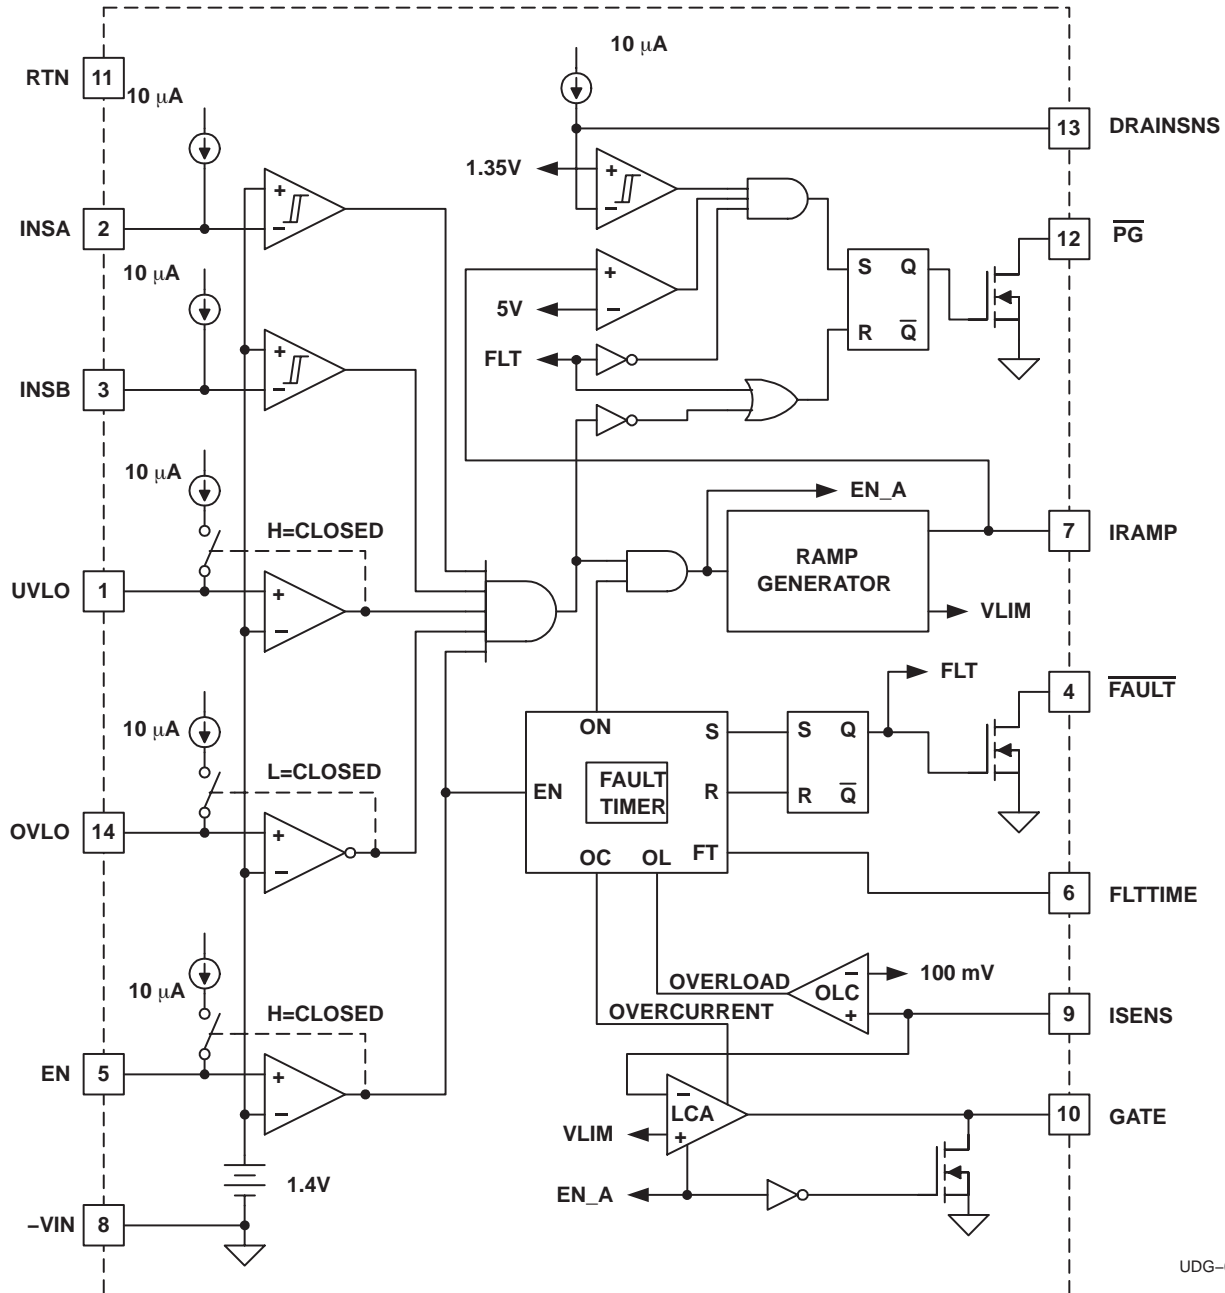 10 µA
RTN 11
10 µA
13 DRAINSNS
1.35V
+
−
+
−
INSA 2
12 PG
10 µA
+
−
5V
S Q
R Q
FLT
+
−
INSB 3
10 µA
EN_A
H=CLOSED
RAMP
GENERATOR
7 IRAMP
UVLO 1
+
−
VLIM
FLT
4 FAULT
10 µA
ON
S
S Q
L=CLOSED
EN
FAULT
TIMER
R
R Q
OVLO 14
+
−
OC OL FT
6 FLTTIME
10 µA
OVERLOAD
−
OLC
+
100 mV
H=CLOSED
OVERCURRENT
9 ISENS
EN 5
+
−
−
LCA
+
10 GATE
VLIM
1.4V
EN_A
−VIN 8
UDG−